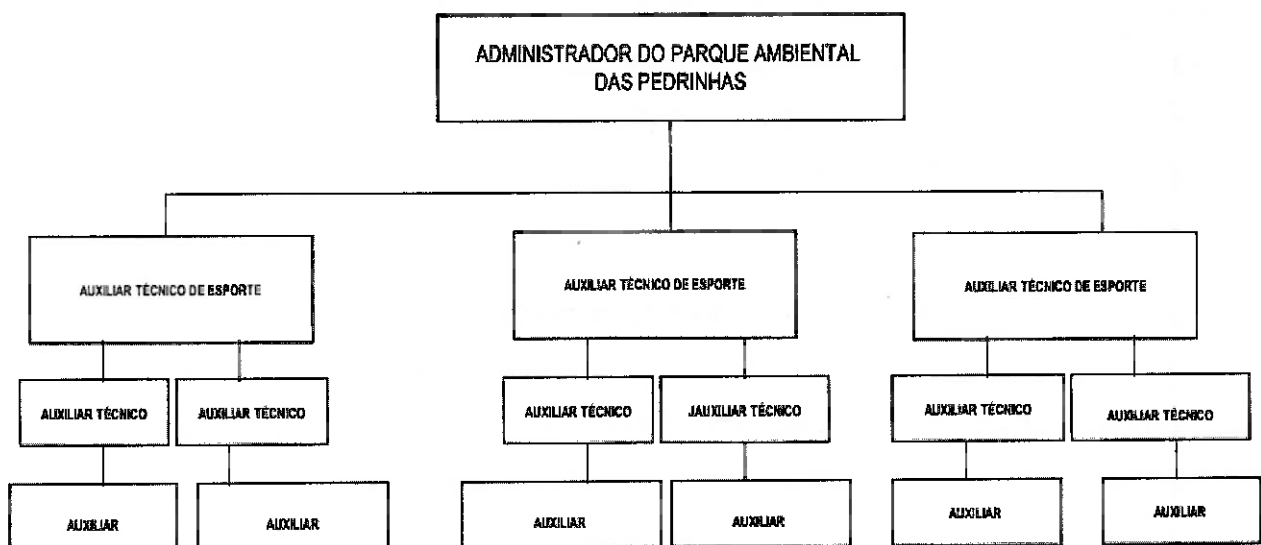 ADMINISTRADOR DO PARQUE AMBIENTAL
DAS PEDRINHAS
AUXILIAR TÉCNICO DE ESPORTE
AUXILIAR TÉCNICO DE ESPORTE
AUXILIAR TÉCNICO DE ESPORTE
AUXILIAR TÉCNICO
AUXILIAR TÉCNICO
AUXILIAR TÉCNICO
JAUXILIAR TÉCNICO
AUXILIAR TÉCNICO
AUXILIAR TÉCNICO
AUXILIAR
AUXILIAR
AUXILIAR
AUXILIAR
AUXILIAR
AUXILIAR